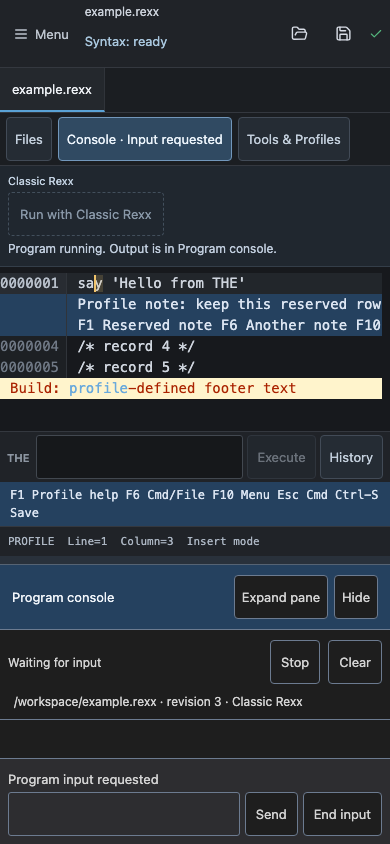 example.rexx
Menu
Syntax: ready
example.rexx
Files
Console · Input requested
Tools & Profiles
Classic Rexx
Run with Classic Rexx
Program running. Output is in Program console.
0000001 say 'Hello from THE'
Profile note: keep this reserved row
F1 Reserved note F6 Another note F10
0000004 /* record 4 */
0000005 /* record 5 */
Build: profile-defined footer text
THE
Execute
History
F1 Profile help F6 Cmd/File F10 Menu Esc Cmd Ctrl-S
Save
PROFILE Line=1 Column=3 Insert mode
Program console
Expand pane
Hide
Waiting for input
Stop
Clear
/workspace/example.rexx · revision 3 · Classic Rexx
Program input requested
Send
End input